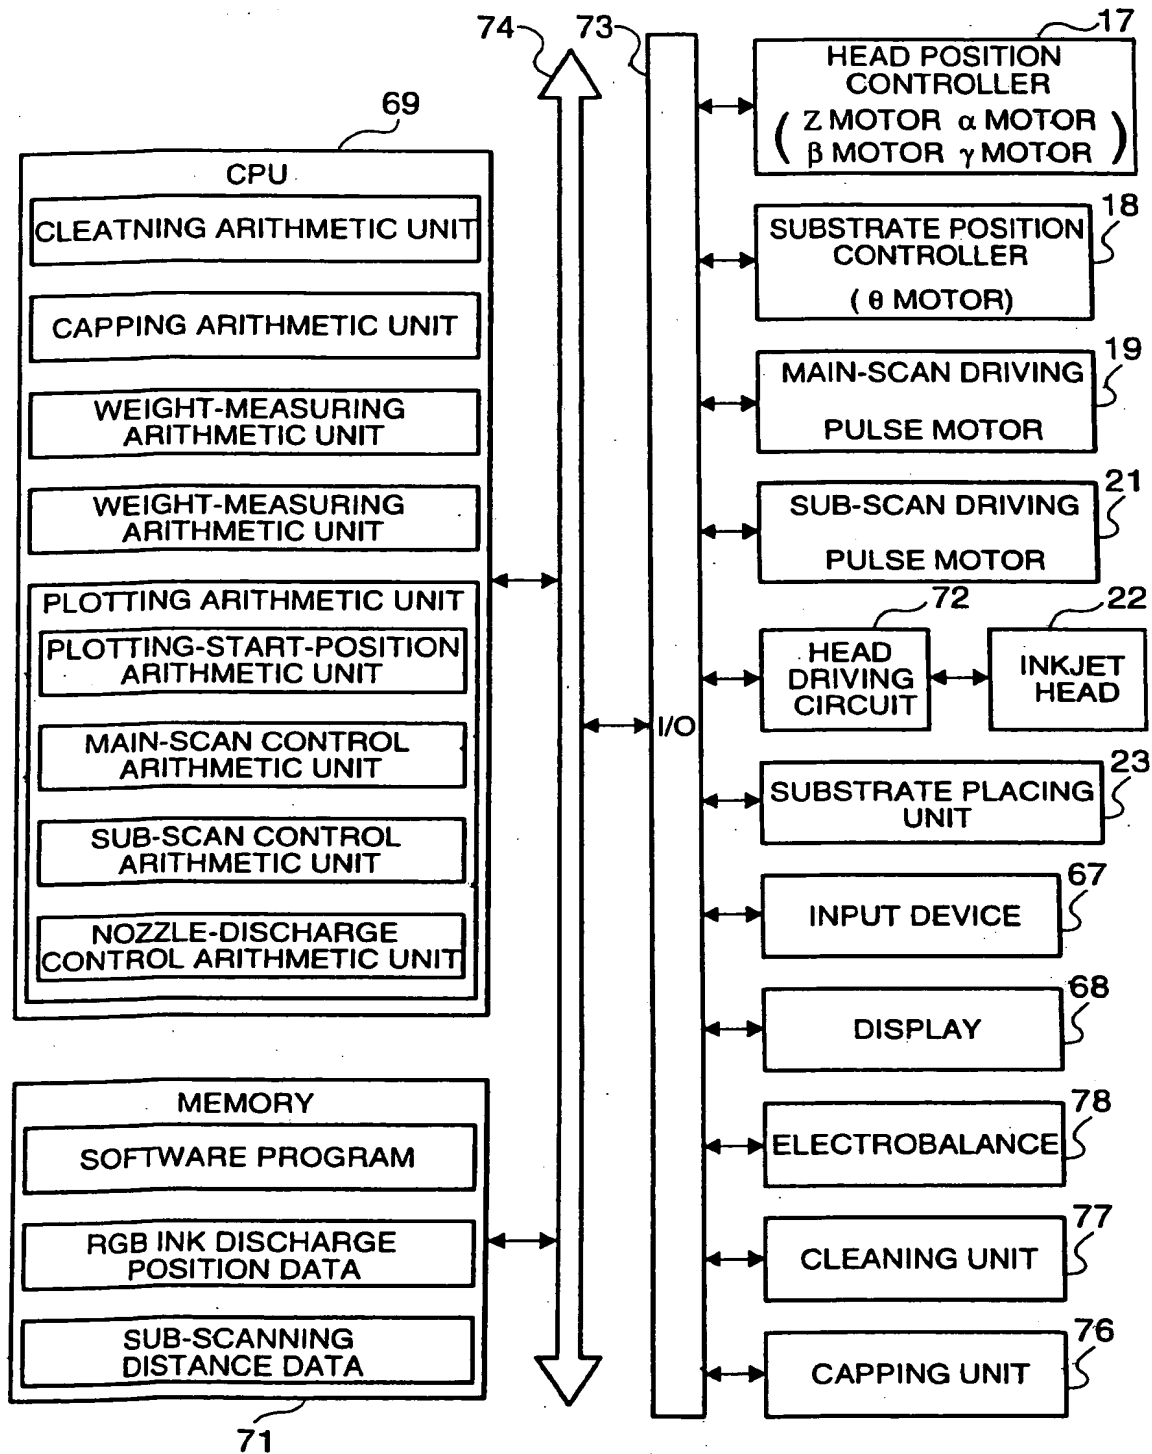 69
CPU
CLEATNING ARITHMETIC UNIT
CAPPING ARITHMETIC UNIT
WEIGHT-MEASURING
ARITHMETIC UNIT
WEIGHT-MEASURING
ARITHMETIC UNIT
PLOTTING ARITHMETIC UNIT
PLOTTING-START-POSITION
ARITHMETIC UNIT
MAIN-SCAN CONTROL
ARITHMETIC UNIT
SUB-SCAN CONTROL
ARITHMETIC UNIT
NOZZLE-DISCHARGE
CONTROL ARITHMETIC UNIT
MEMORY
SOFTWARE PROGRAM
RGB INK DISCHARGE
POSITION DATA
SUB-SCANNING
DISTANCE DATA
71
74
73
I/O
17
HEAD POSITION
CONTROLLER
( Z MOTOR α MOTOR
β MOTOR γ MOTOR )
18
SUBSTRATE POSITION
CONTROLLER
( θ MOTOR)
19
MAIN-SCAN DRIVING
PULSE MOTOR
21
SUB-SCAN DRIVING
PULSE MOTOR
72
HEAD
DRIVING
CIRCUIT
22
INKJET
HEAD
23
SUBSTRATE PLACING
UNIT
67
INPUT DEVICE
68
DISPLAY
78
ELECTROBALANCE
77
CLEANING UNIT
76
CAPPING UNIT